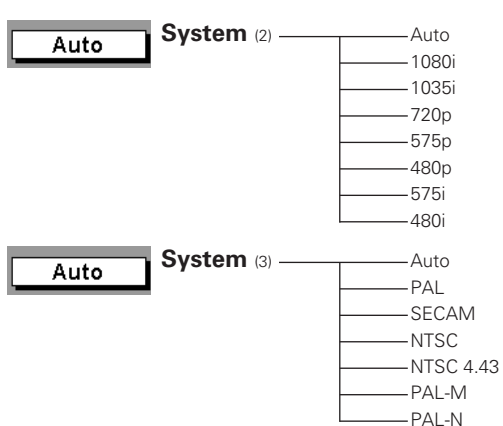 Auto System (2) Auto
1080i
1035i
720p
575p
480p
575i
480i
Auto System (3) Auto
PAL
SECAM
NTSC
NTSC 4.43
PAL-M
PAL-N